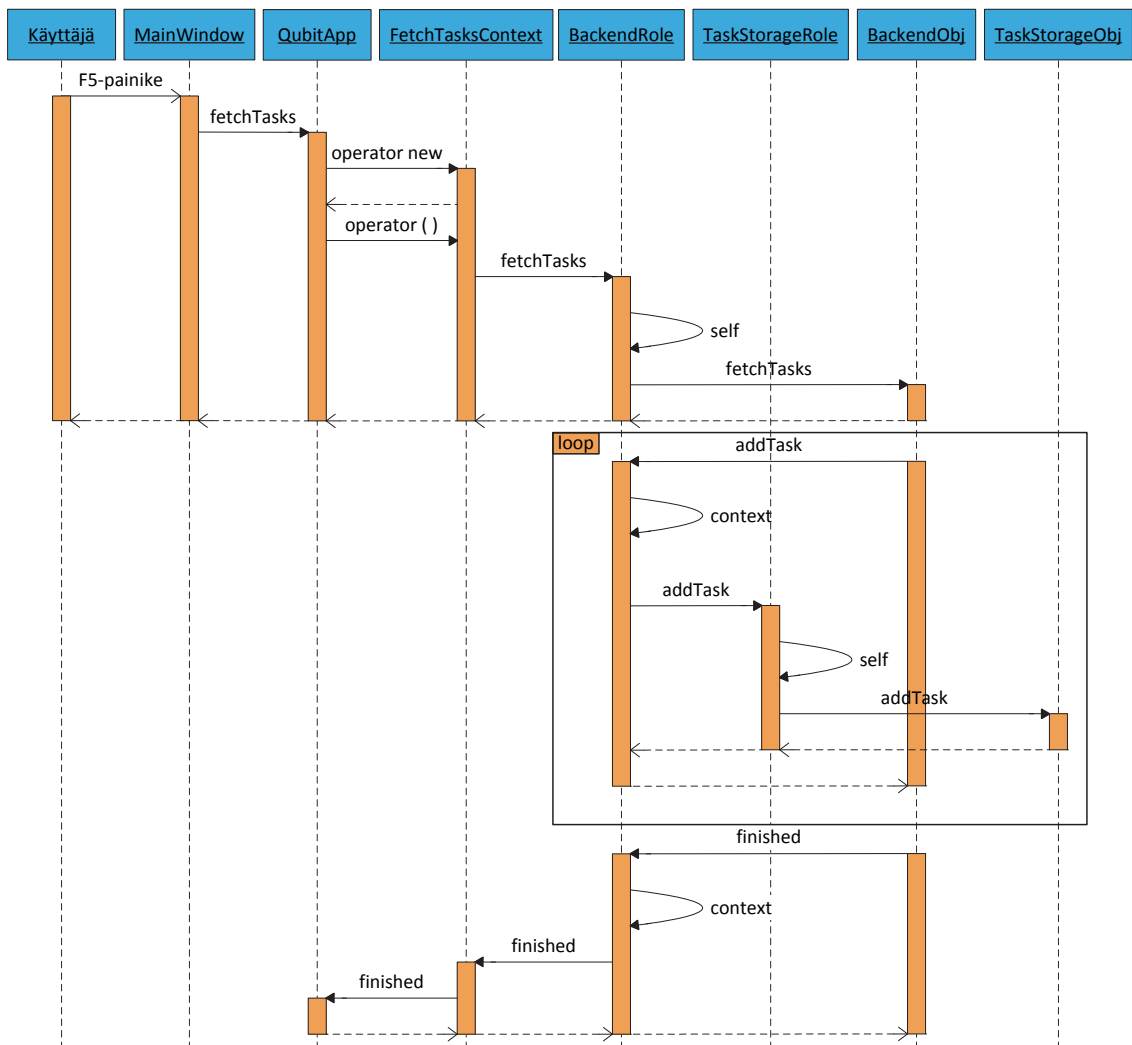 Käyttäjä
MainWindow
QubitApp
FetchTasksContext
BackendRole
TaskStorageRole
BackendObj
TaskStorageObj
F5-painike
fetchTasks
operator new
operator ( )
fetchTasks
self
fetchTasks
loop
addTask
context
addTask
self
addTask
finished
context
finished
finished